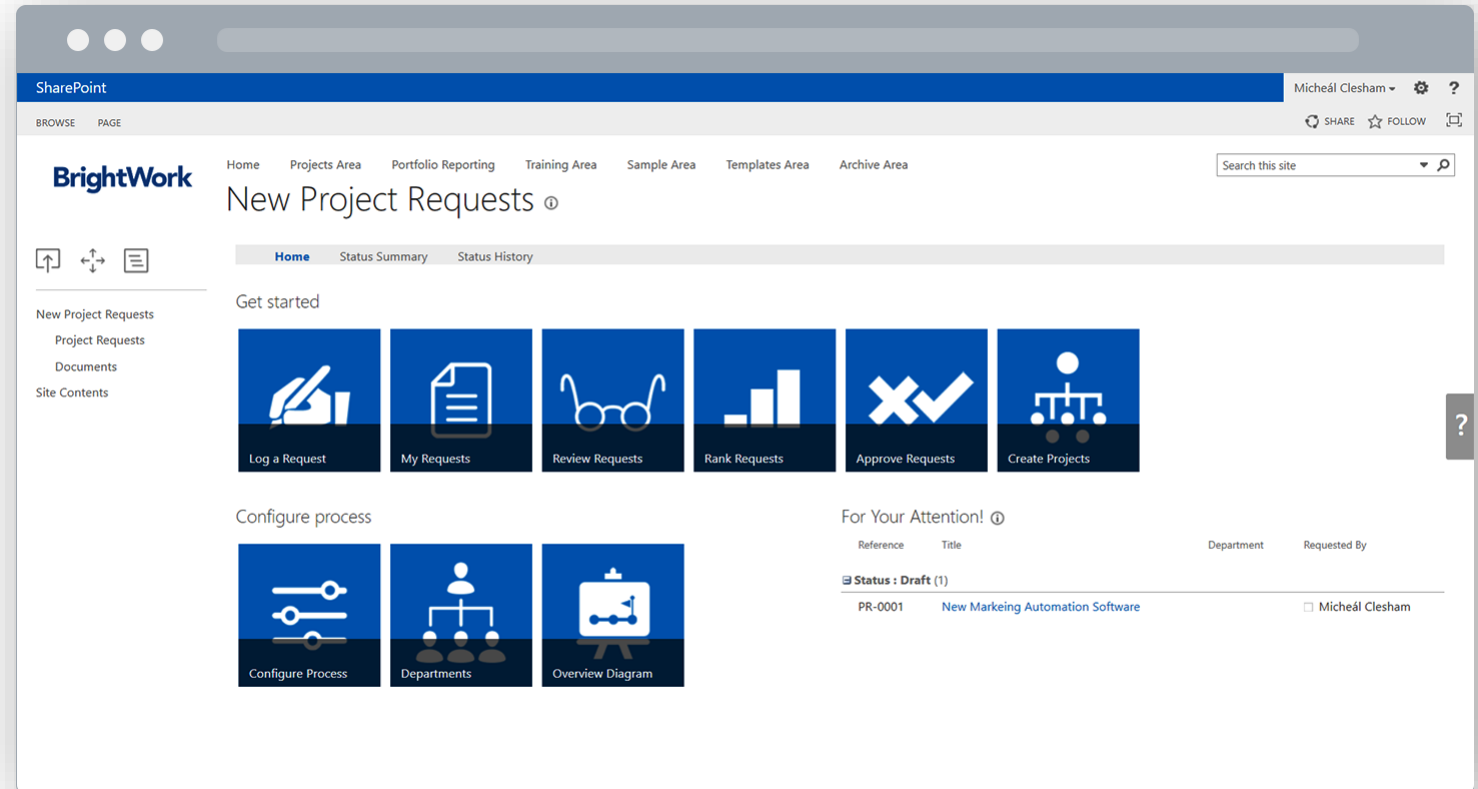 SharePoint
Micheál Clesham ?
BROWSE PAGE
SHARE FOLLOW
BrightWork
Home Projects Area Portfolio Reporting Training Area Sample Area Templates Area Archive Area
Search this site
New Project Requests
Home Status Summary Status History
New Project Requests
Project Requests
Documents
Site Contents
Get started
Log a Request My Requests Review Requests Rank Requests Approve Requests Create Projects
?
Configure process
Configure Process Departments Overview Diagram
For Your Attention!
Reference Title Department Requested By
Status : Draft (1)
PR-0001 New Markeing Automation Software Micheál Clesham